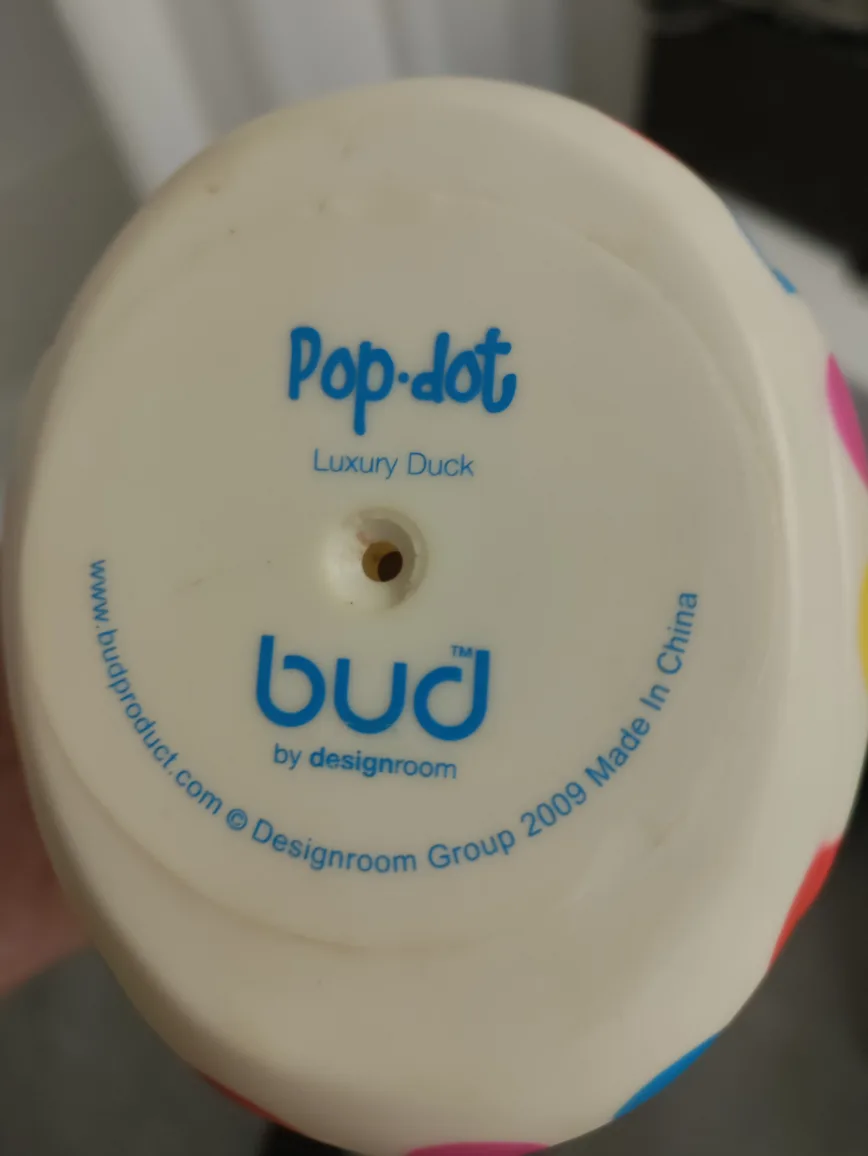 Pop·dot
Luxury Duck
bud™
by designroom
www.budproduct.com © Designroom Group 2009 Made In China